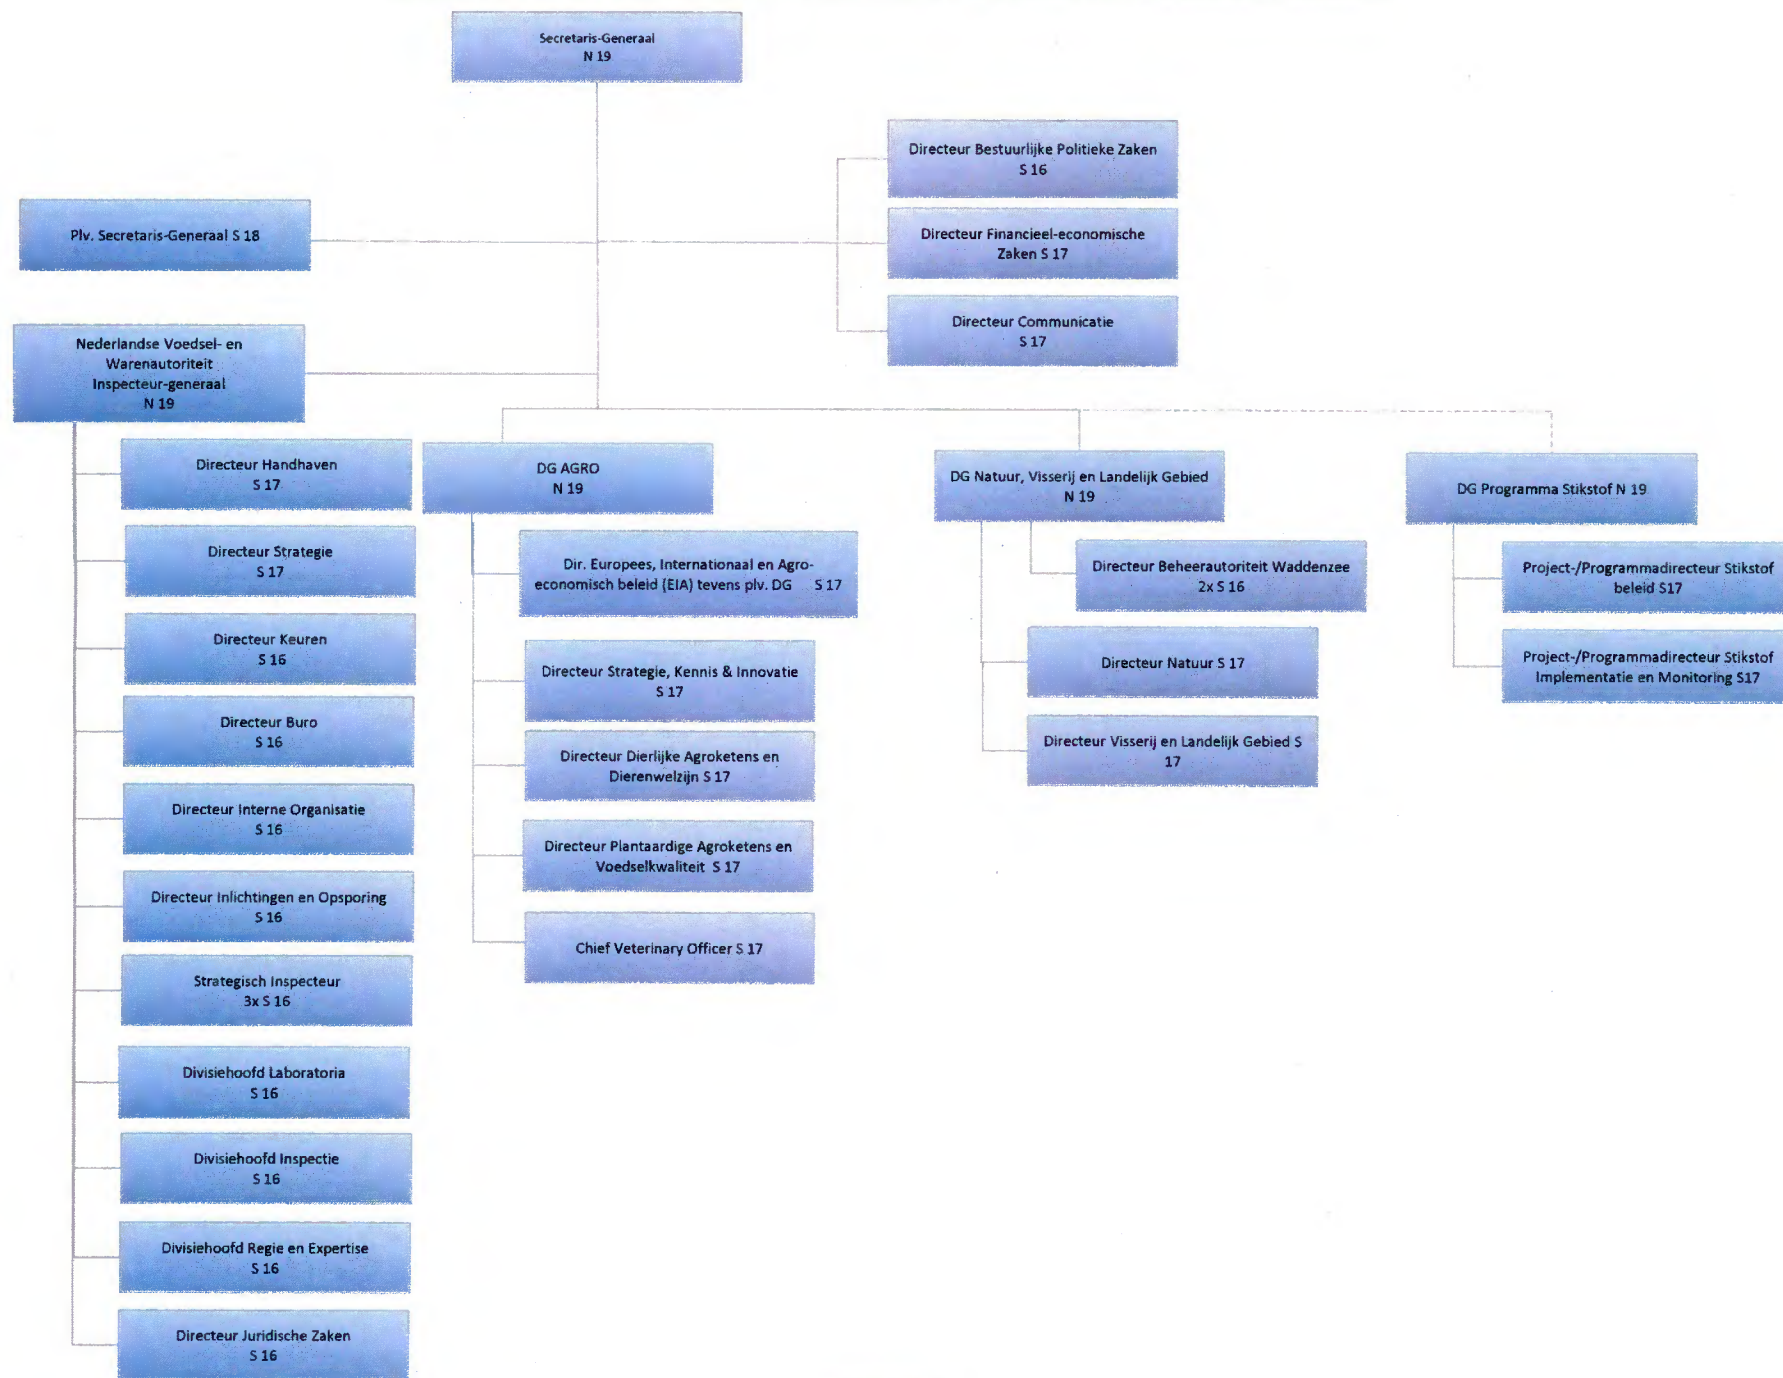 Secretaris-Generaal
N 19
Directeur Bestuurlijke Politieke Zaken
S 16
Plv. Secretaris-Generaal S 18
Directeur Financieel-economische
Zaken S 17
Directeur Communicatie
S 17
Nederlandse Voedsel- en
Warenautoriteit
Inspecteur-generaal
N 19
Directeur Handhaven
S 17
Directeur Strategie
S 17
Directeur Keuren
S 16
Directeur Buro
S 16
Directeur Interne Organisatie
S 16
Directeur Inlichtingen en Opsporing
S 16
Strategisch Inspecteur
3x S 16
Divisiehoofd Laboratoria
S 16
Divisiehoofd Inspectie
S 16
Divisiehoofd Regie en Expertise
S 16
Directeur Juridische Zaken
S 16
DG AGRO
N 19
Dir. Europees, Internationaal en Agro-
economisch beleid (EIA) tevens plv. DG S 17
Directeur Strategie, Kennis & Innovatie
S 17
Directeur Dierlijke Agroketens en
Dierenwelzijn S 17
Directeur Plantaardige Agroketens en
Voedselkwaliteit S 17
Chief Veterinary Officer S 17
DG Natuur, Visserij en Landelijk Gebied
N 19
Directeur Beheerautoriteit Waddenzee
2x S 16
Directeur Natuur S 17
Directeur Visserij en Landelijk Gebied S
17
DG Programma Stikstof N 19
Project-/Programmadirecteur Stikstof
beleid S17
Project-/Programmadirecteur Stikstof
Implementatie en Monitoring S17